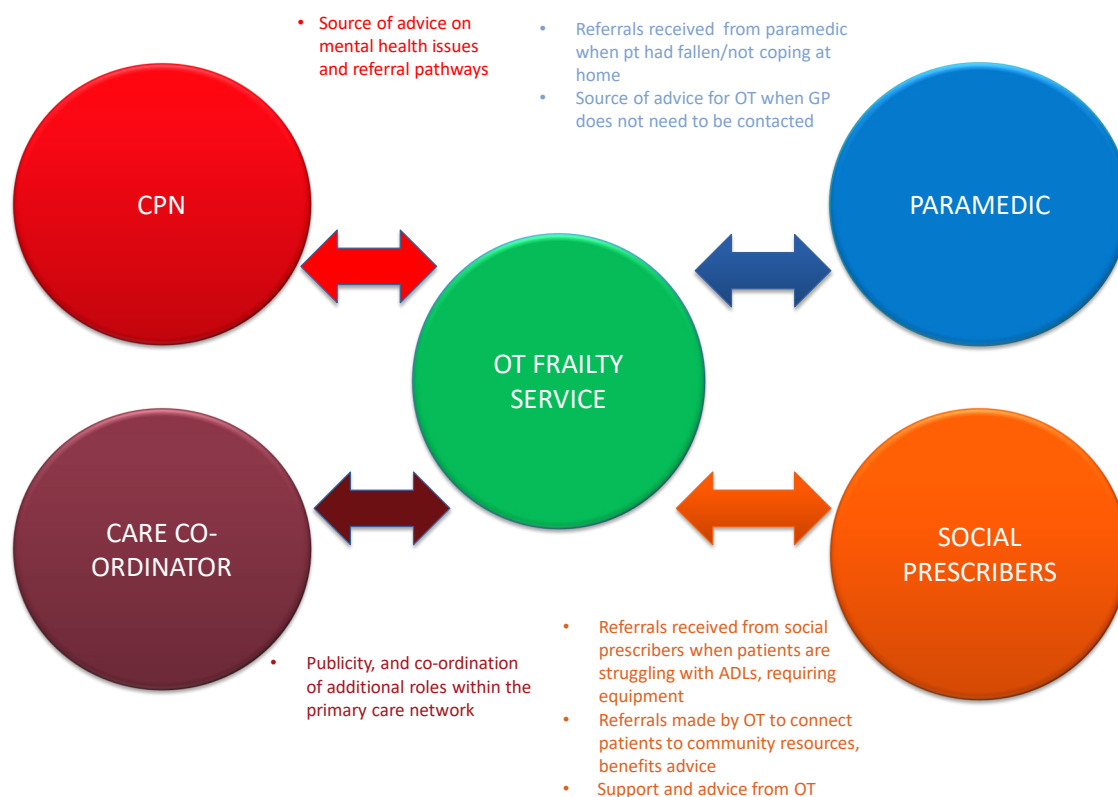 • Source of advice on
mental health issues
and referral pathways
• Referrals received from paramedic
when pt had fallen/not coping at
home
• Source of advice for OT when GP
does not need to be contacted
CPN
PARAMEDIC
OT FRAILTY
SERVICE
CARE CO-
ORDINATOR
SOCIAL
PRESCRIBERS
• Publicity, and co-ordination
of additional roles within the
primary care network
• Referrals received from social
prescribers when patients are
struggling with ADLs, requiring
equipment
• Referrals made by OT to connect
patients to community resources,
benefits advice
• Support and advice from OT